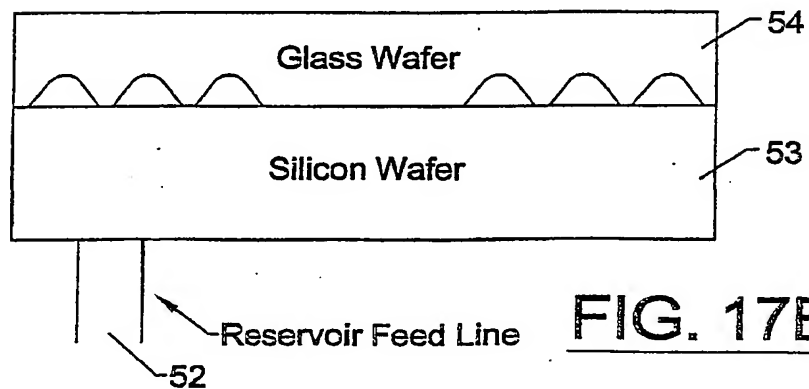 54
Glass Wafer
53
Silicon Wafer
Reservoir Feed Line
FIG. 17B
52